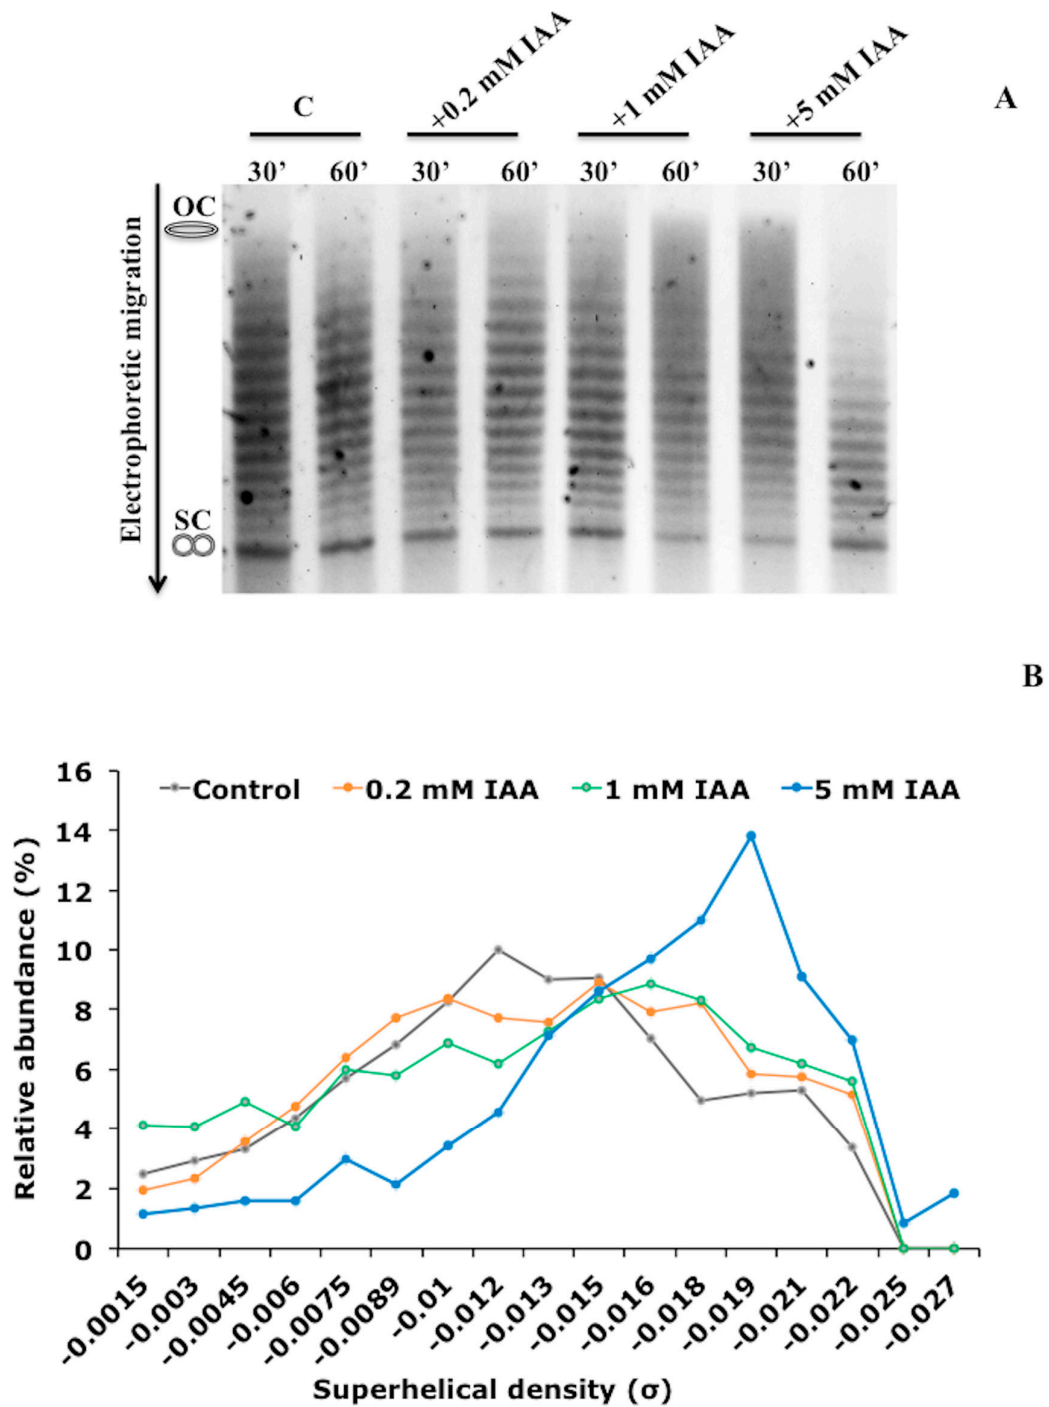 A
C +0.2 mM IAA +1 mM IAA +5 mM IAA
30’ 60’ 30’ 60’ 30’ 60’ 30’ 60’
OC
Electrophoretic migration
SC
B
Control 0.2 mM IAA 1 mM IAA 5 mM IAA
Relative abundance (%)
16
14
12
10
8
6
4
2
0
-0.0015 -0.003 -0.0045 -0.006 -0.0075 -0.0089 -0.01 -0.012 -0.013 -0.015 -0.016 -0.018 -0.019 -0.021 -0.022 -0.025 -0.027
Superhelical density (σ)